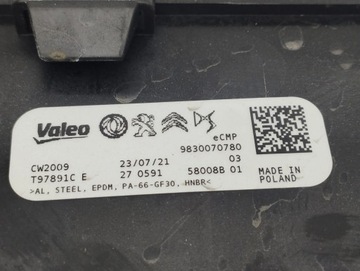 Valeo
eCMP
9830070780
CW2009 23/07/21 03
T97891C E 27 0591 58008B 01
>AL, STEEL, EPDM, PA-66-GF30, HNBR<
MADE IN
POLAND